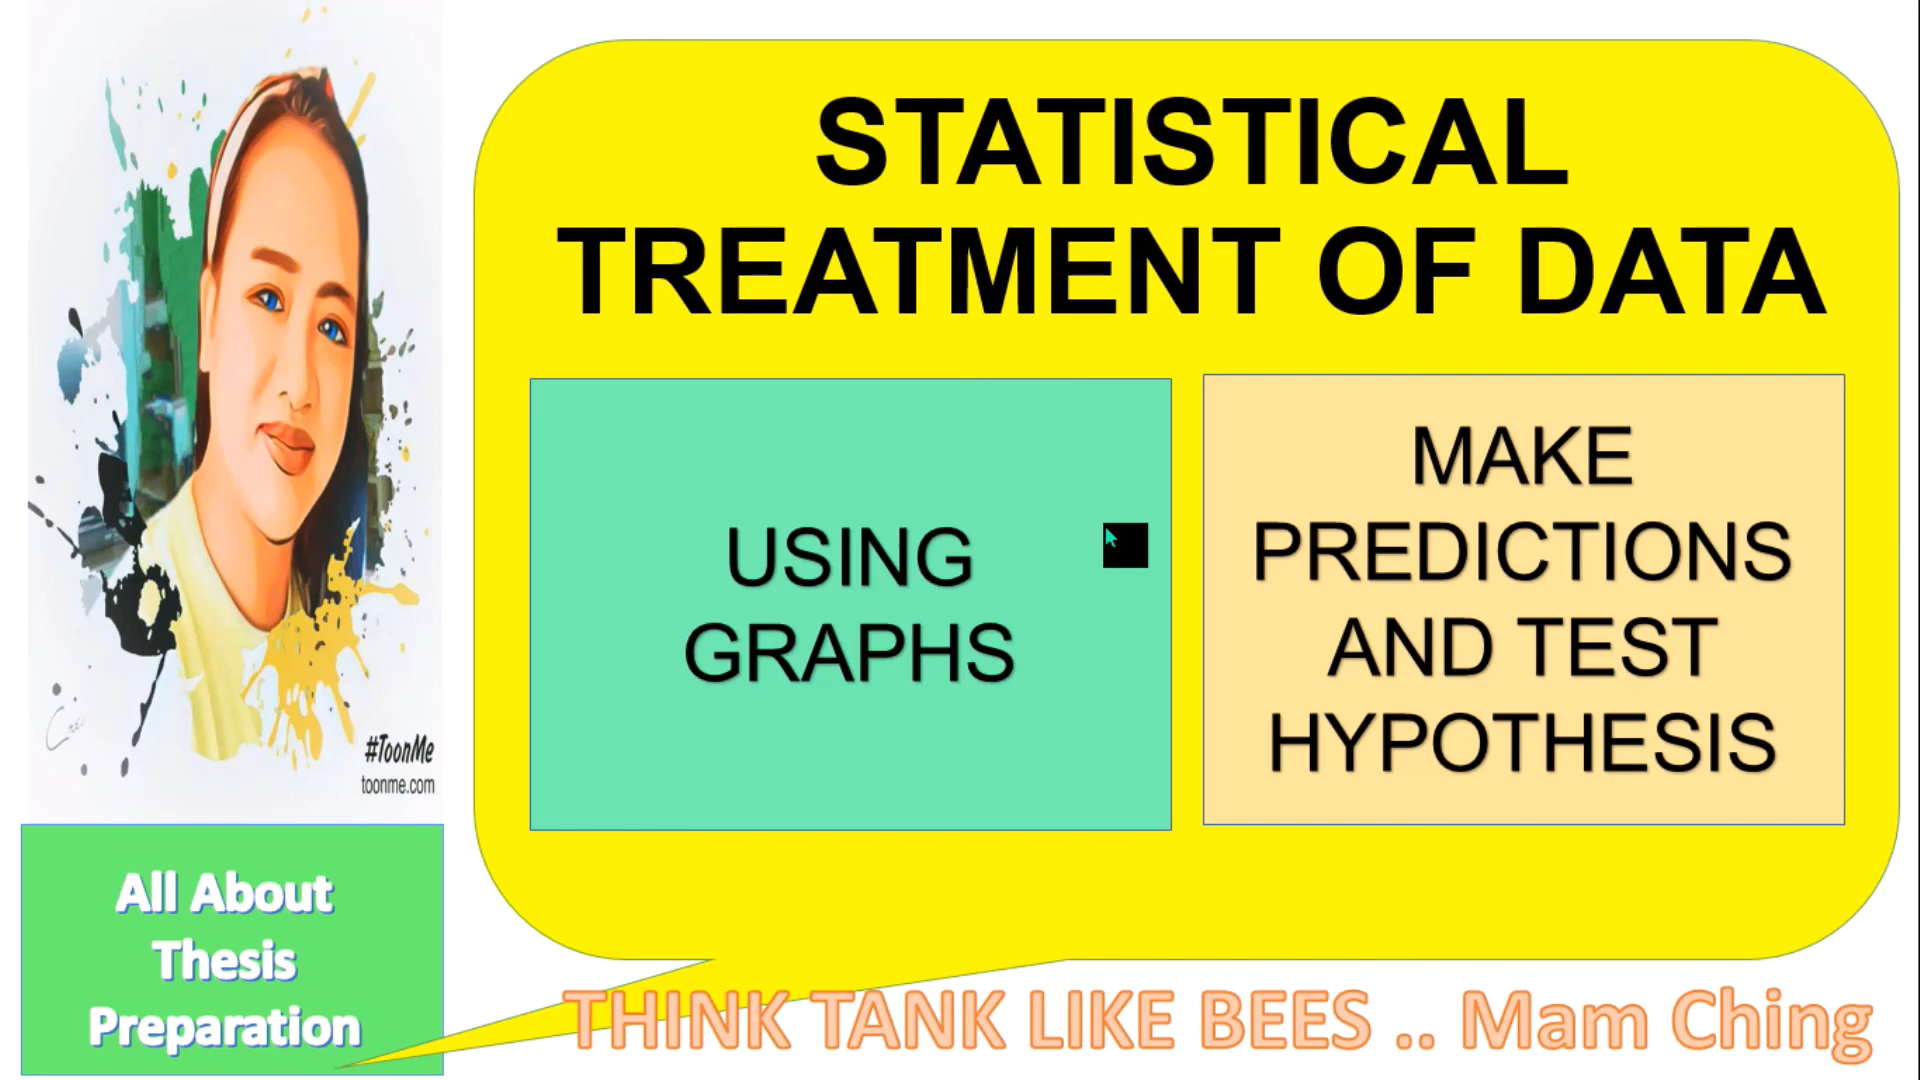 STATISTICAL
TREATMENT OF DATA
USING
GRAPHS
MAKE
PREDICTIONS
AND TEST
HYPOTHESIS
#ToonMe
toonme.com
All About
Thesis
Preparation
THINK TANK LIKE BEES .. Mam Ching